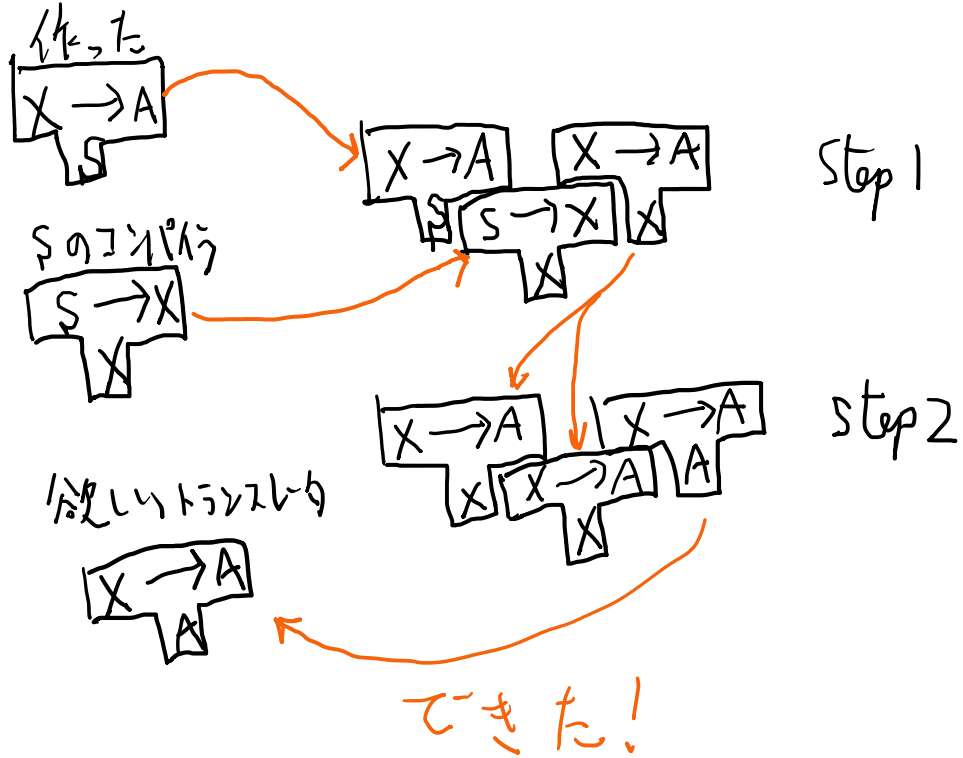 作った
X → A
S
Sのコンパイラ
S → X
X
X → A
S
S → X
X
X → A
X
Step 1
X → A
X
X → A
X
X → A
A
Step 2
欲しいトランスレータ
X → A
A
できた!